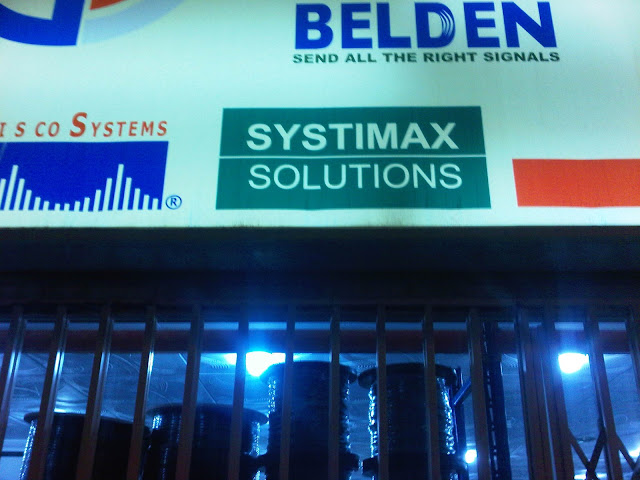 BELDEN
SEND ALL THE RIGHT SIGNALS
I S CO SYSTEMS
®
SYSTIMAX
SOLUTIONS